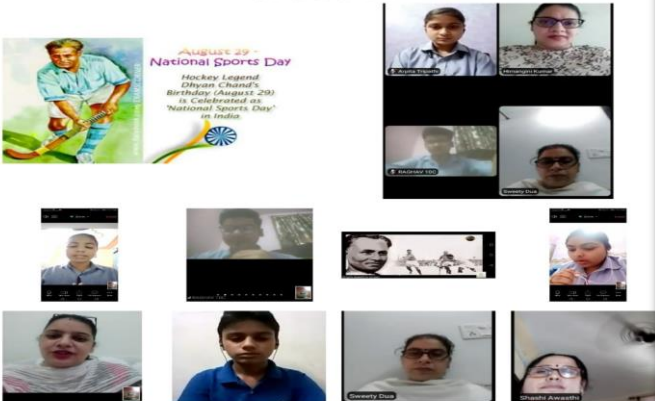 August 29 -
National Sports Day
Hockey Legend
Dhyan Chand's
Birthday (August 29)
is Celebrated as
'National Sports Day'
in India
Arpita Tripathi
Himangini Kumar
RAGHAV 10C
Sweety Dua
Sweety Dua
Shashi Awasthi